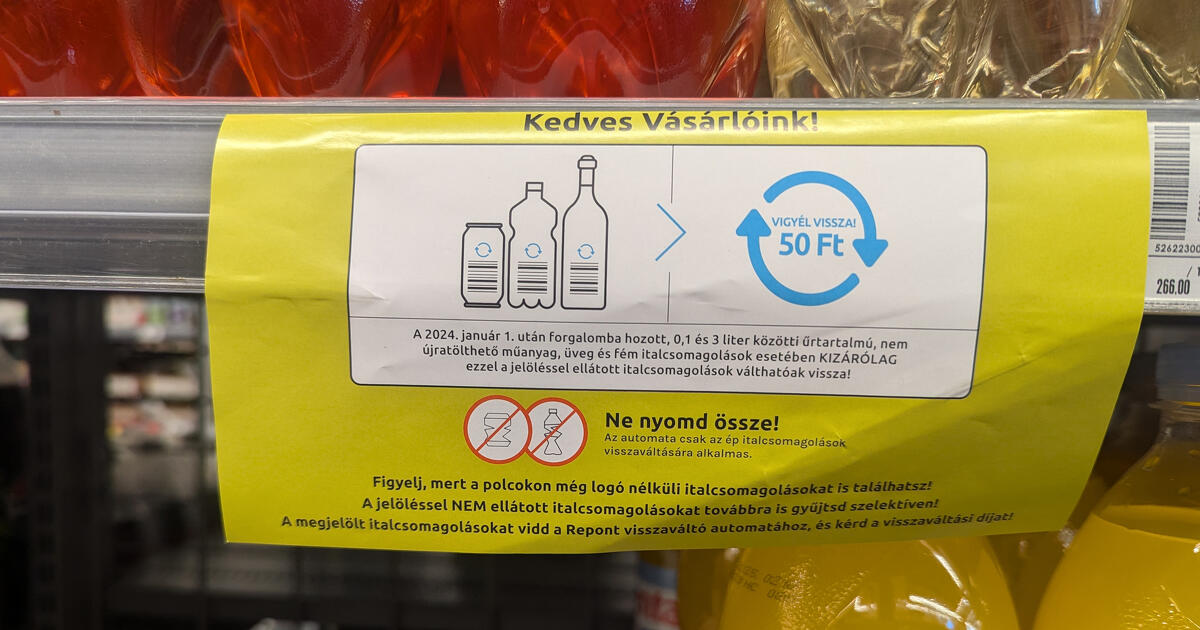 Kedves Vásárlóink!
VIGYÉL VISSZA!
50 Ft
A 2024. január 1. után forgalomba hozott, 0,1 és 3 liter közötti űrtartalmú, nem
újratölthető műanyag, üveg és fém italcsomagolások esetében KIZÁRÓLAG
ezzel a jelöléssel ellátott italcsomagolások válthatóak vissza!
Ne nyomd össze!
Az automata csak az ép italcsomagolások
visszaváltására alkalmas.
Figyelj, mert a polcokon még logó nélküli italcsomagolásokat is találhatsz!
A jelöléssel NEM ellátott italcsomagolásokat továbbra is gyűjtsd szelektíven!
A megjelölt italcsomagolásokat vidd a Repont visszaváltó automatához, és kérd a visszaváltási díjat!
5262230
266,00